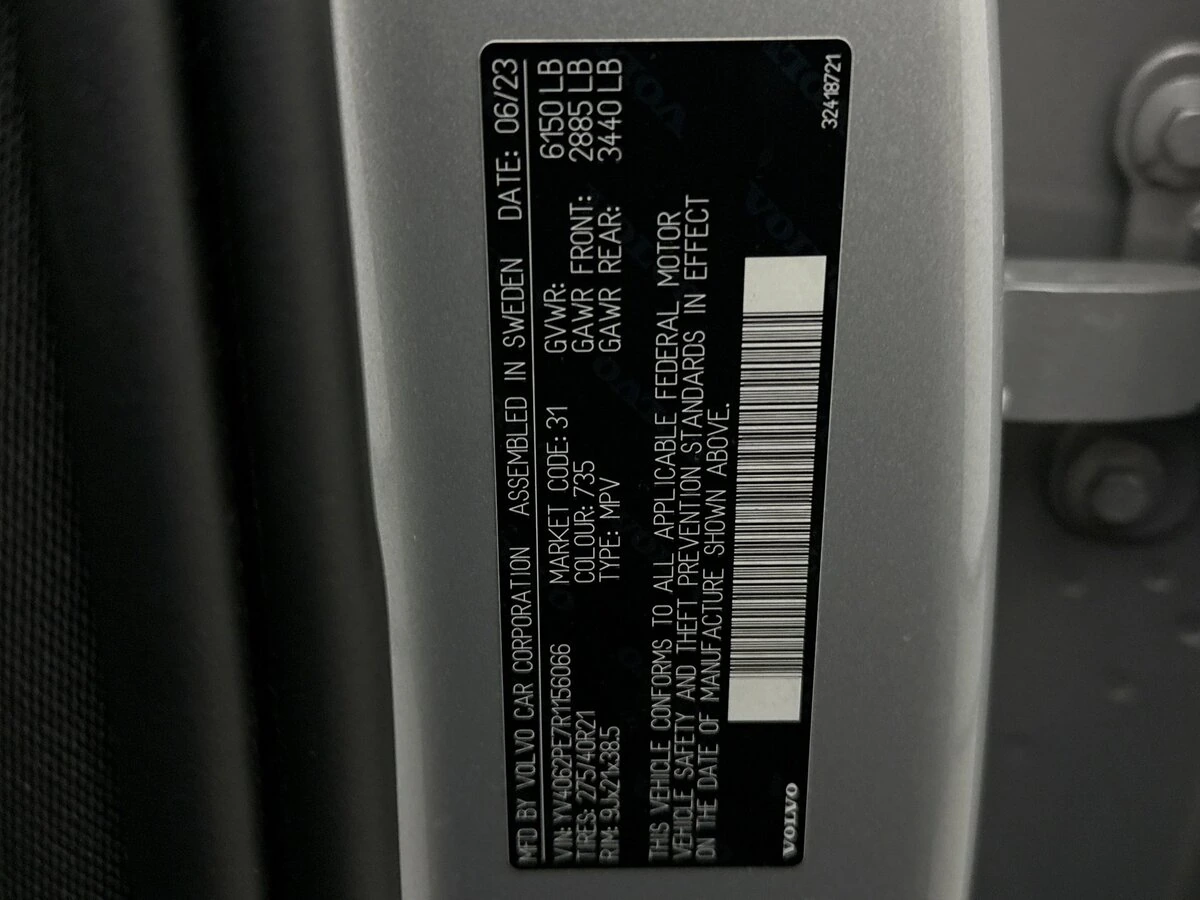 MFD BY VOLVO CAR CORPORATION ASSEMBLED IN SWEDEN DATE: 06/23
VIN: YV4062PE7R1156066 MARKET CODE: 31 GVWR: 6150 LB
TIRES: 275/40R21 COLOUR: 735 GAWR FRONT: 2885 LB
RIM: 9Jx21x38.5 TYPE: MPV GAWR REAR: 3440 LB
THIS VEHICLE CONFORMS TO ALL APPLICABLE FEDERAL MOTOR
VEHICLE SAFETY AND THEFT PREVENTION STANDARDS IN EFFECT
ON THE DATE OF MANUFACTURE SHOWN ABOVE.
VOLVO
32418721